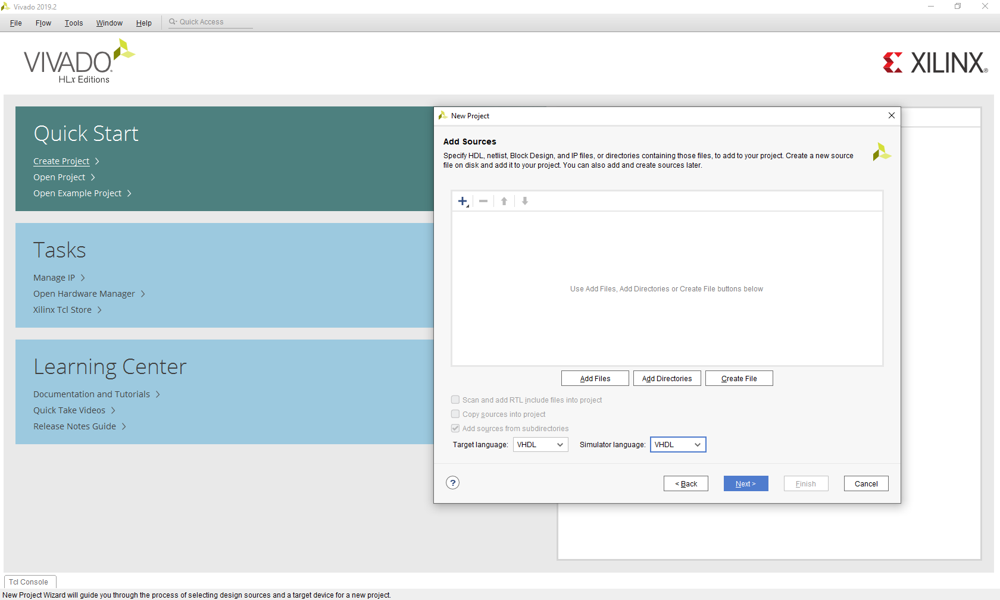 Vivado 2019.2
File Flow Tools Window Help Quick Access
VIVADO®
HLx Editions
XILINX®
Quick Start
Create Project
Open Project
Open Example Project
Tasks
Manage IP
Open Hardware Manager
Xilinx Tcl Store
Learning Center
Documentation and Tutorials
Quick Take Videos
Release Notes Guide
New Project
Add Sources
Specify HDL, netlist, Block Design, and IP files, or directories containing those files, to add to your project. Create a new source
file on disk and add it to your project. You can also add and create sources later.
Use Add Files, Add Directories or Create File buttons below
Add Files Add Directories Create File
Scan and add RTL include files into project
Copy sources into project
Add sources from subdirectories
Target language: VHDL Simulator language: VHDL
? < Back Next > Finish Cancel
Tcl Console
New Project Wizard will guide you through the process of selecting design sources and a target device for a new project.